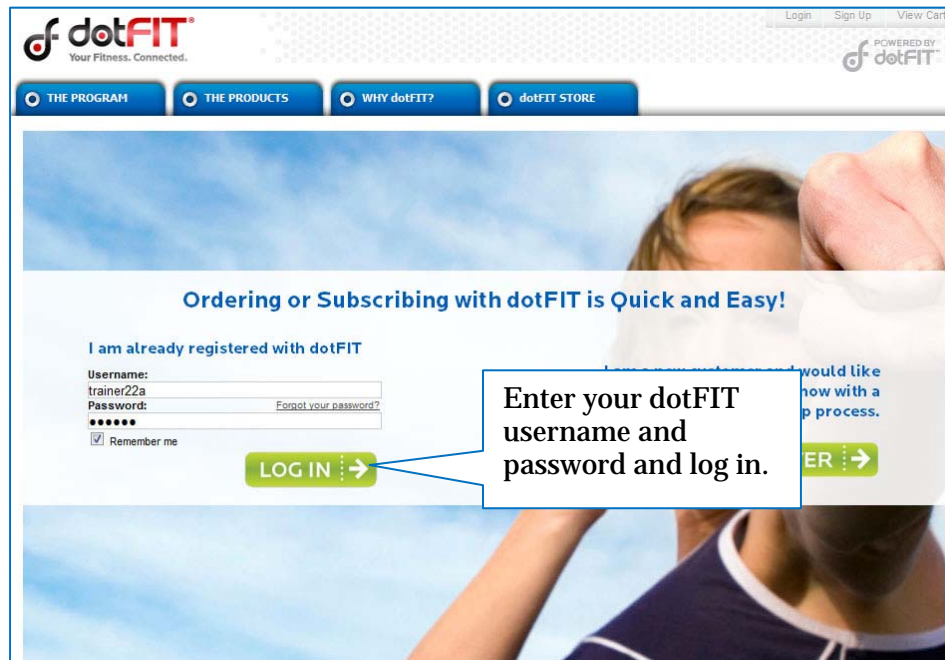 Login Sign Up View Cart
dotFIT®
Your Fitness. Connected.
POWERED BY
dotFIT
THE PROGRAM THE PRODUCTS WHY dotFIT? dotFIT STORE
Ordering or Subscribing with dotFIT is Quick and Easy!
I am already registered with dotFIT
Username:
trainer22a
Password: Forgot your password?
••••••
Remember me
LOG IN
would like
now with a
p process.
ER
Enter your dotFIT
username and
password and log in.